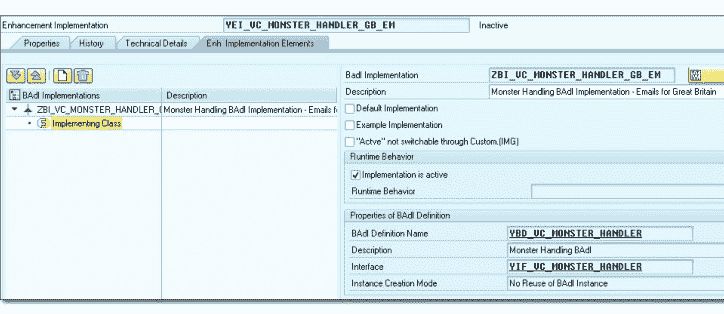 Enhancement Implementation YEI_VC_MONSTER_HANDLER_GB_EM Inactive
Properties History Technical Details Enh. Implementation Elements
BAdI Implementations Description
ZBI_VC_MONSTER_HANDLER_( Monster Handling BAdI Implementation - Emails fo
Implementing Class
BadI Implementation ZBI_VC_MONSTER_HANDLER_GB_EM
Description Monster Handling BAdI Implementation - Emails for Great Britain
Default Implementation
Example Implementation
"Actve" not switchable through Custom.(IMG)
Runtime Behavior
Implementation is active
Runtime Behavior
Properties of BAdI Definition
BAdI Definition Name YBD_VC_MONSTER_HANDLER
Description Monster Handling BAdI
Interface YIF_VC_MONSTER_HANDLER
Instance Creation Mode No Reuse of BAdI Instance